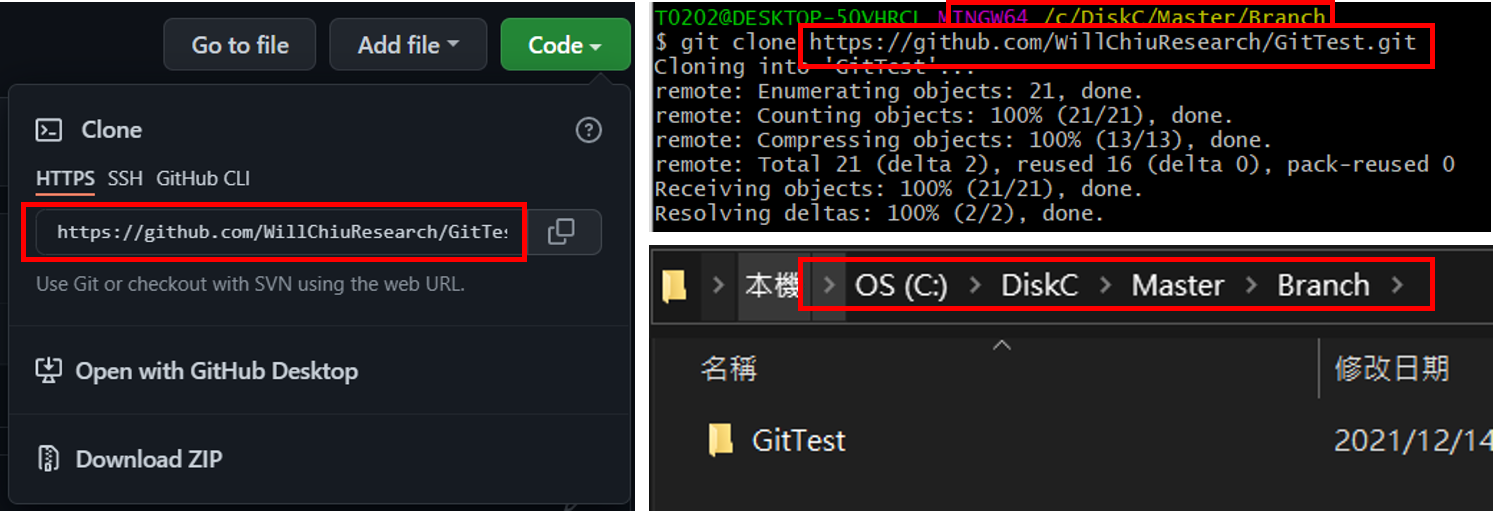 Go to file
Add file
Code
Clone
HTTPS SSH GitHub CLI
https://github.com/WillChiuResearch/GitTes
Use Git or checkout with SVN using the web URL.
Open with GitHub Desktop
Download ZIP
T0202@DESKTOP-5OVHRCL MINGW64 /c/DiskC/Master/Branch
$ git clone https://github.com/WillChiuResearch/GitTest.git
Cloning into 'GitTest'...
remote: Enumerating objects: 21, done.
remote: Counting objects: 100% (21/21), done.
remote: Compressing objects: 100% (13/13), done.
remote: Total 21 (delta 2), reused 16 (delta 0), pack-reused 0
Receiving objects: 100% (21/21), done.
Resolving deltas: 100% (2/2), done.
> 本機 > OS (C:) > DiskC > Master > Branch >
名稱 修改日期
GitTest 2021/12/14